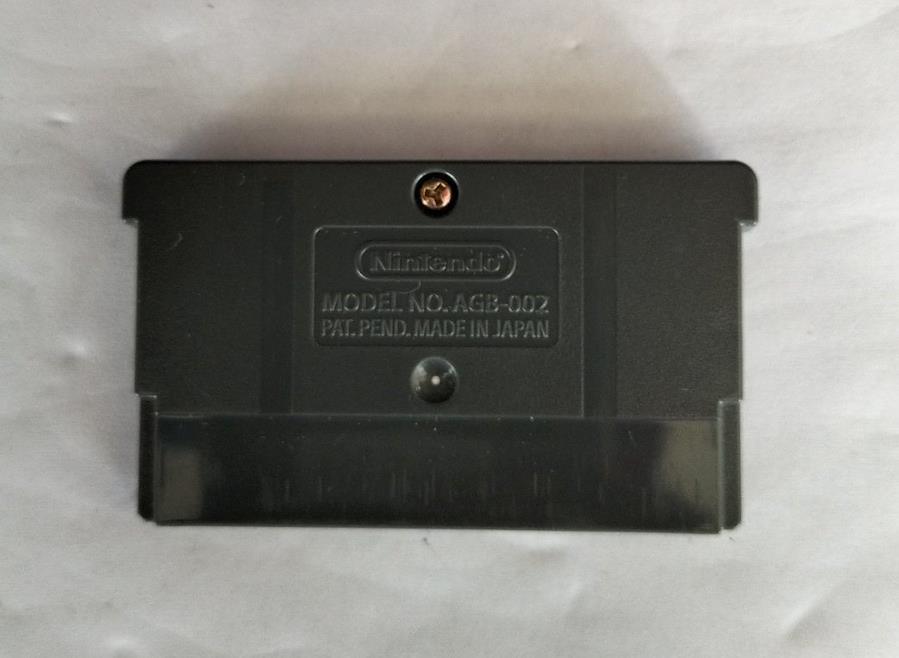 Nintendo®
MODEL NO. AGB-002
PAT. PEND. MADE IN JAPAN